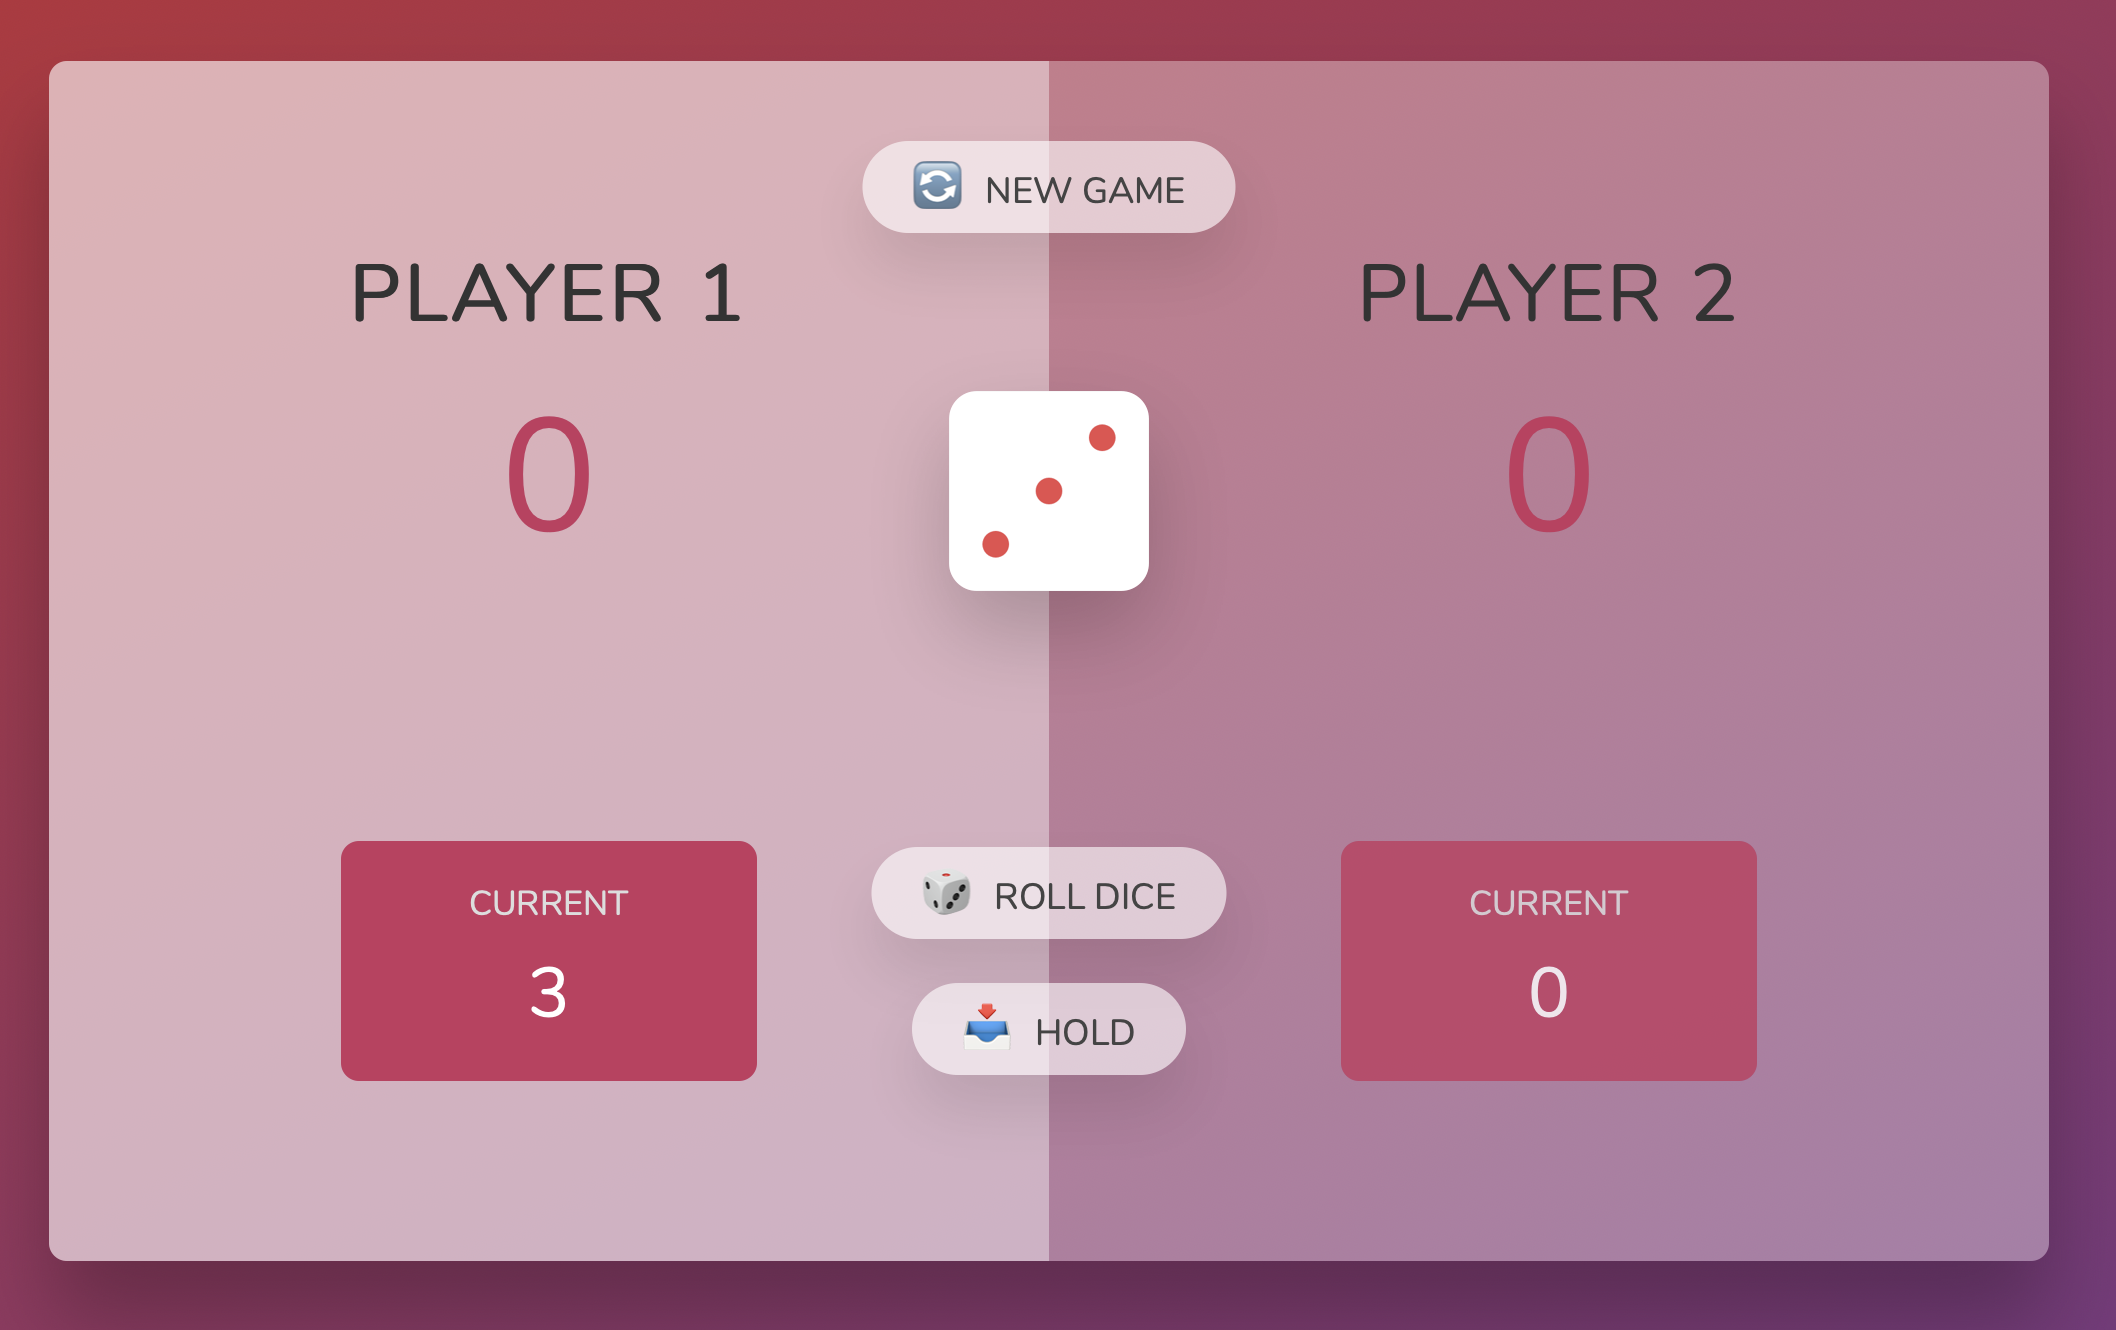 NEW GAME
PLAYER 1
0
CURRENT
3
PLAYER 2
0
CURRENT
0
ROLL DICE
HOLD